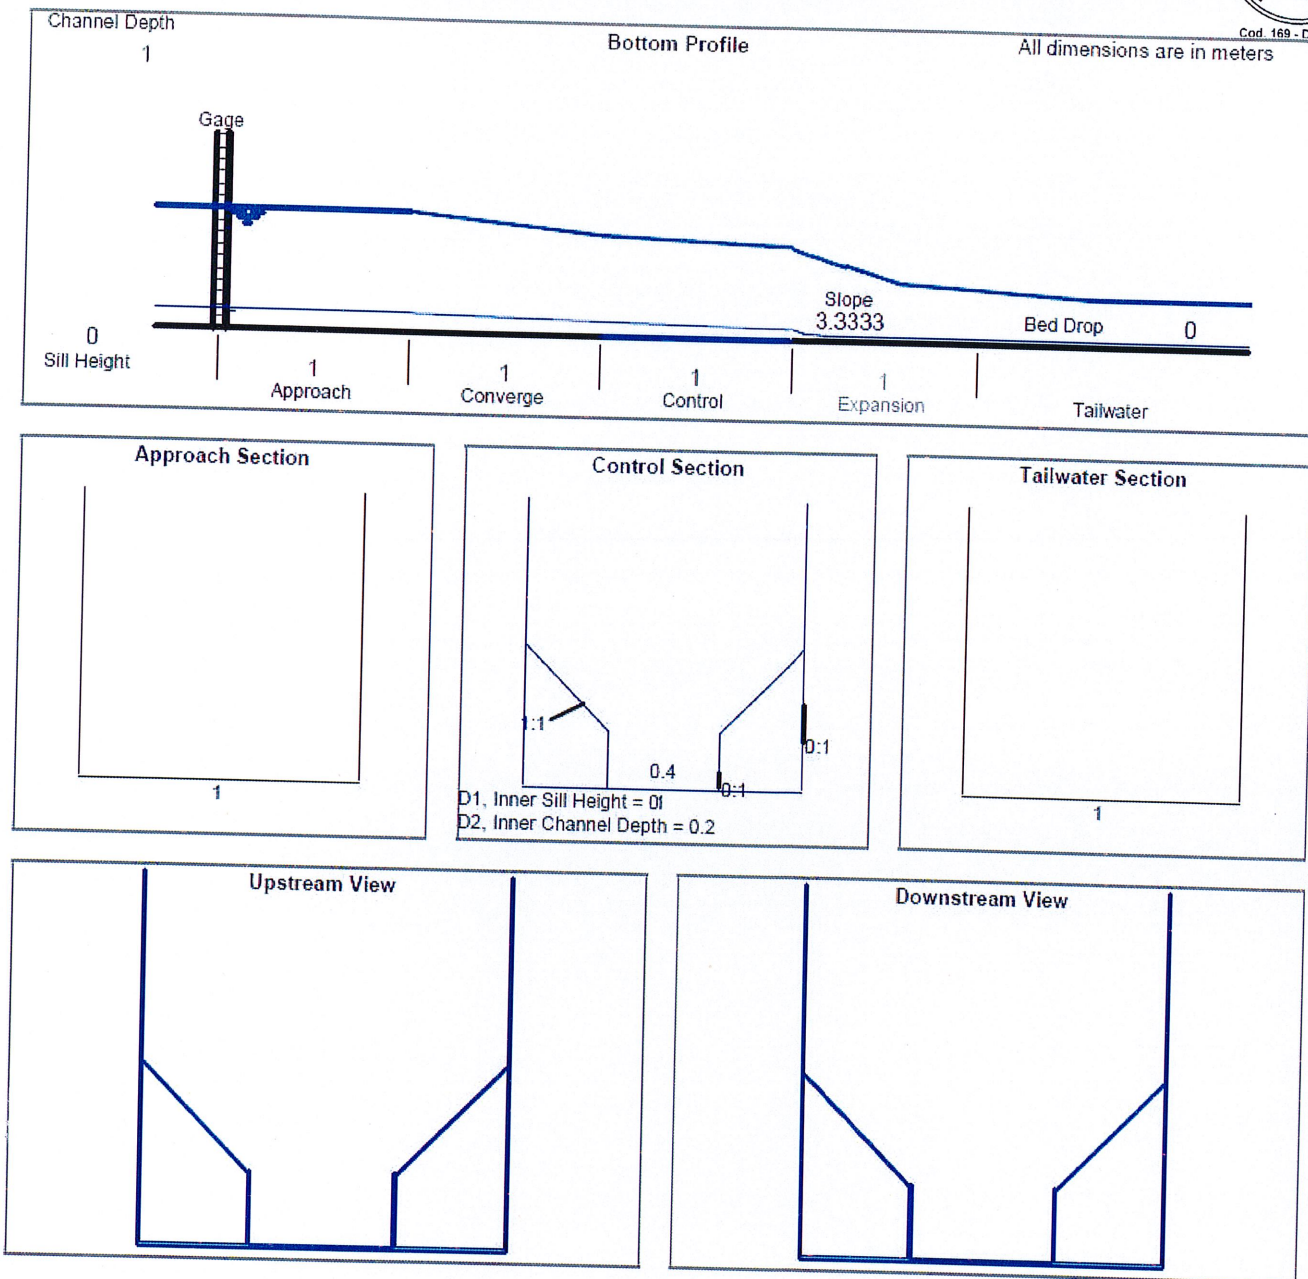 Cod. 169 - D
Channel Depth
1
Bottom Profile
All dimensions are in meters
Gage
Slope
3.3333
Bed Drop
0
0
Sill Height
1
Approach
1
Converge
1
Control
1
Expansion
Tailwater
Approach Section
1
Control Section
1:1
0.4
0:1
0:1
D1, Inner Sill Height =
D2, Inner Channel Depth = 0.2
Tailwater Section
1
Upstream View
Downstream View